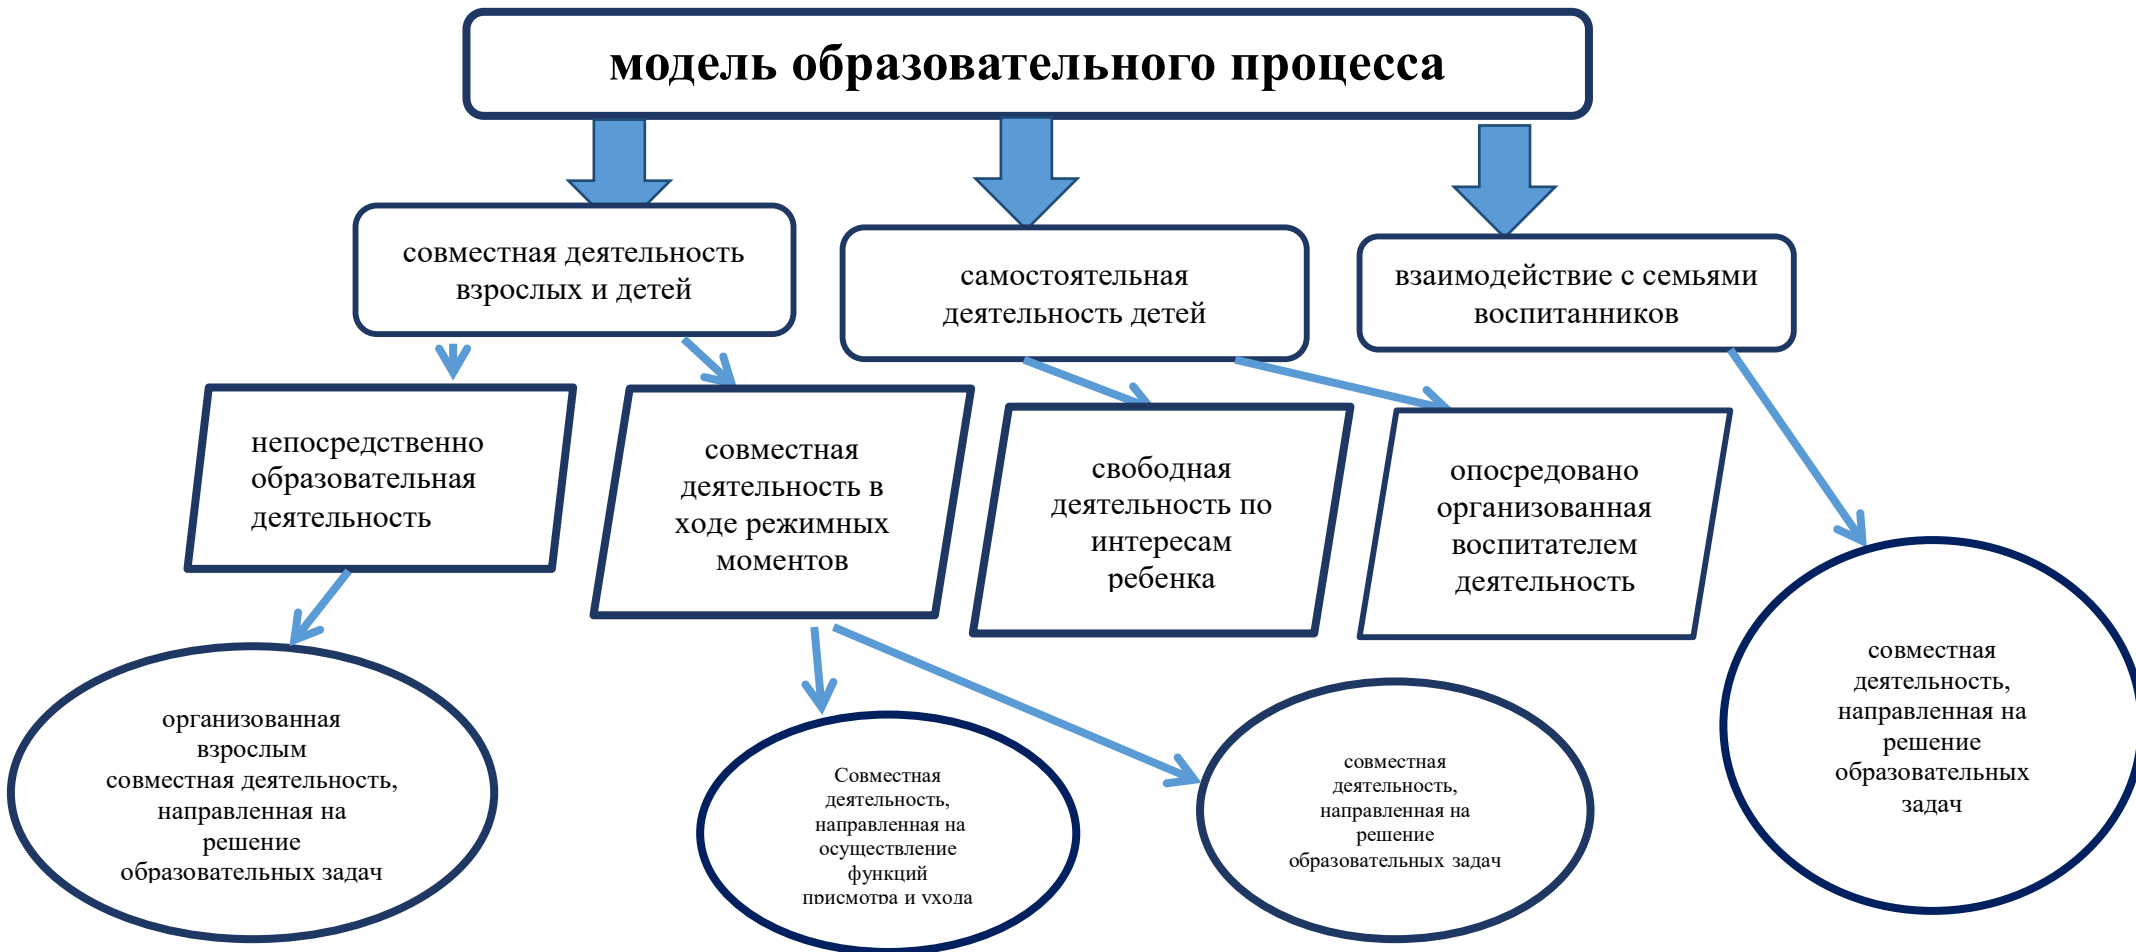 модель образовательного процесса
совместная деятельность
взрослых и детей
самостоятельная
деятельность детей
взаимодействие с семьями
воспитанников
непосредственно
образовательная
деятельность
совместная
деятельность в
ходе режимных
моментов
свободная
деятельность по
интересам
ребенка
опосредовано
организованная
воспитателем
деятельность
организованная
взрослым
совместная деятельность,
направленная на
решение
образовательных задач
Совместная
деятельность,
направленная на
осуществление
функций
присмотра и ухода
совместная
деятельность,
направленная на
решение
образовательных задач
совместная
деятельность,
направленная на
решение
образовательных
задач